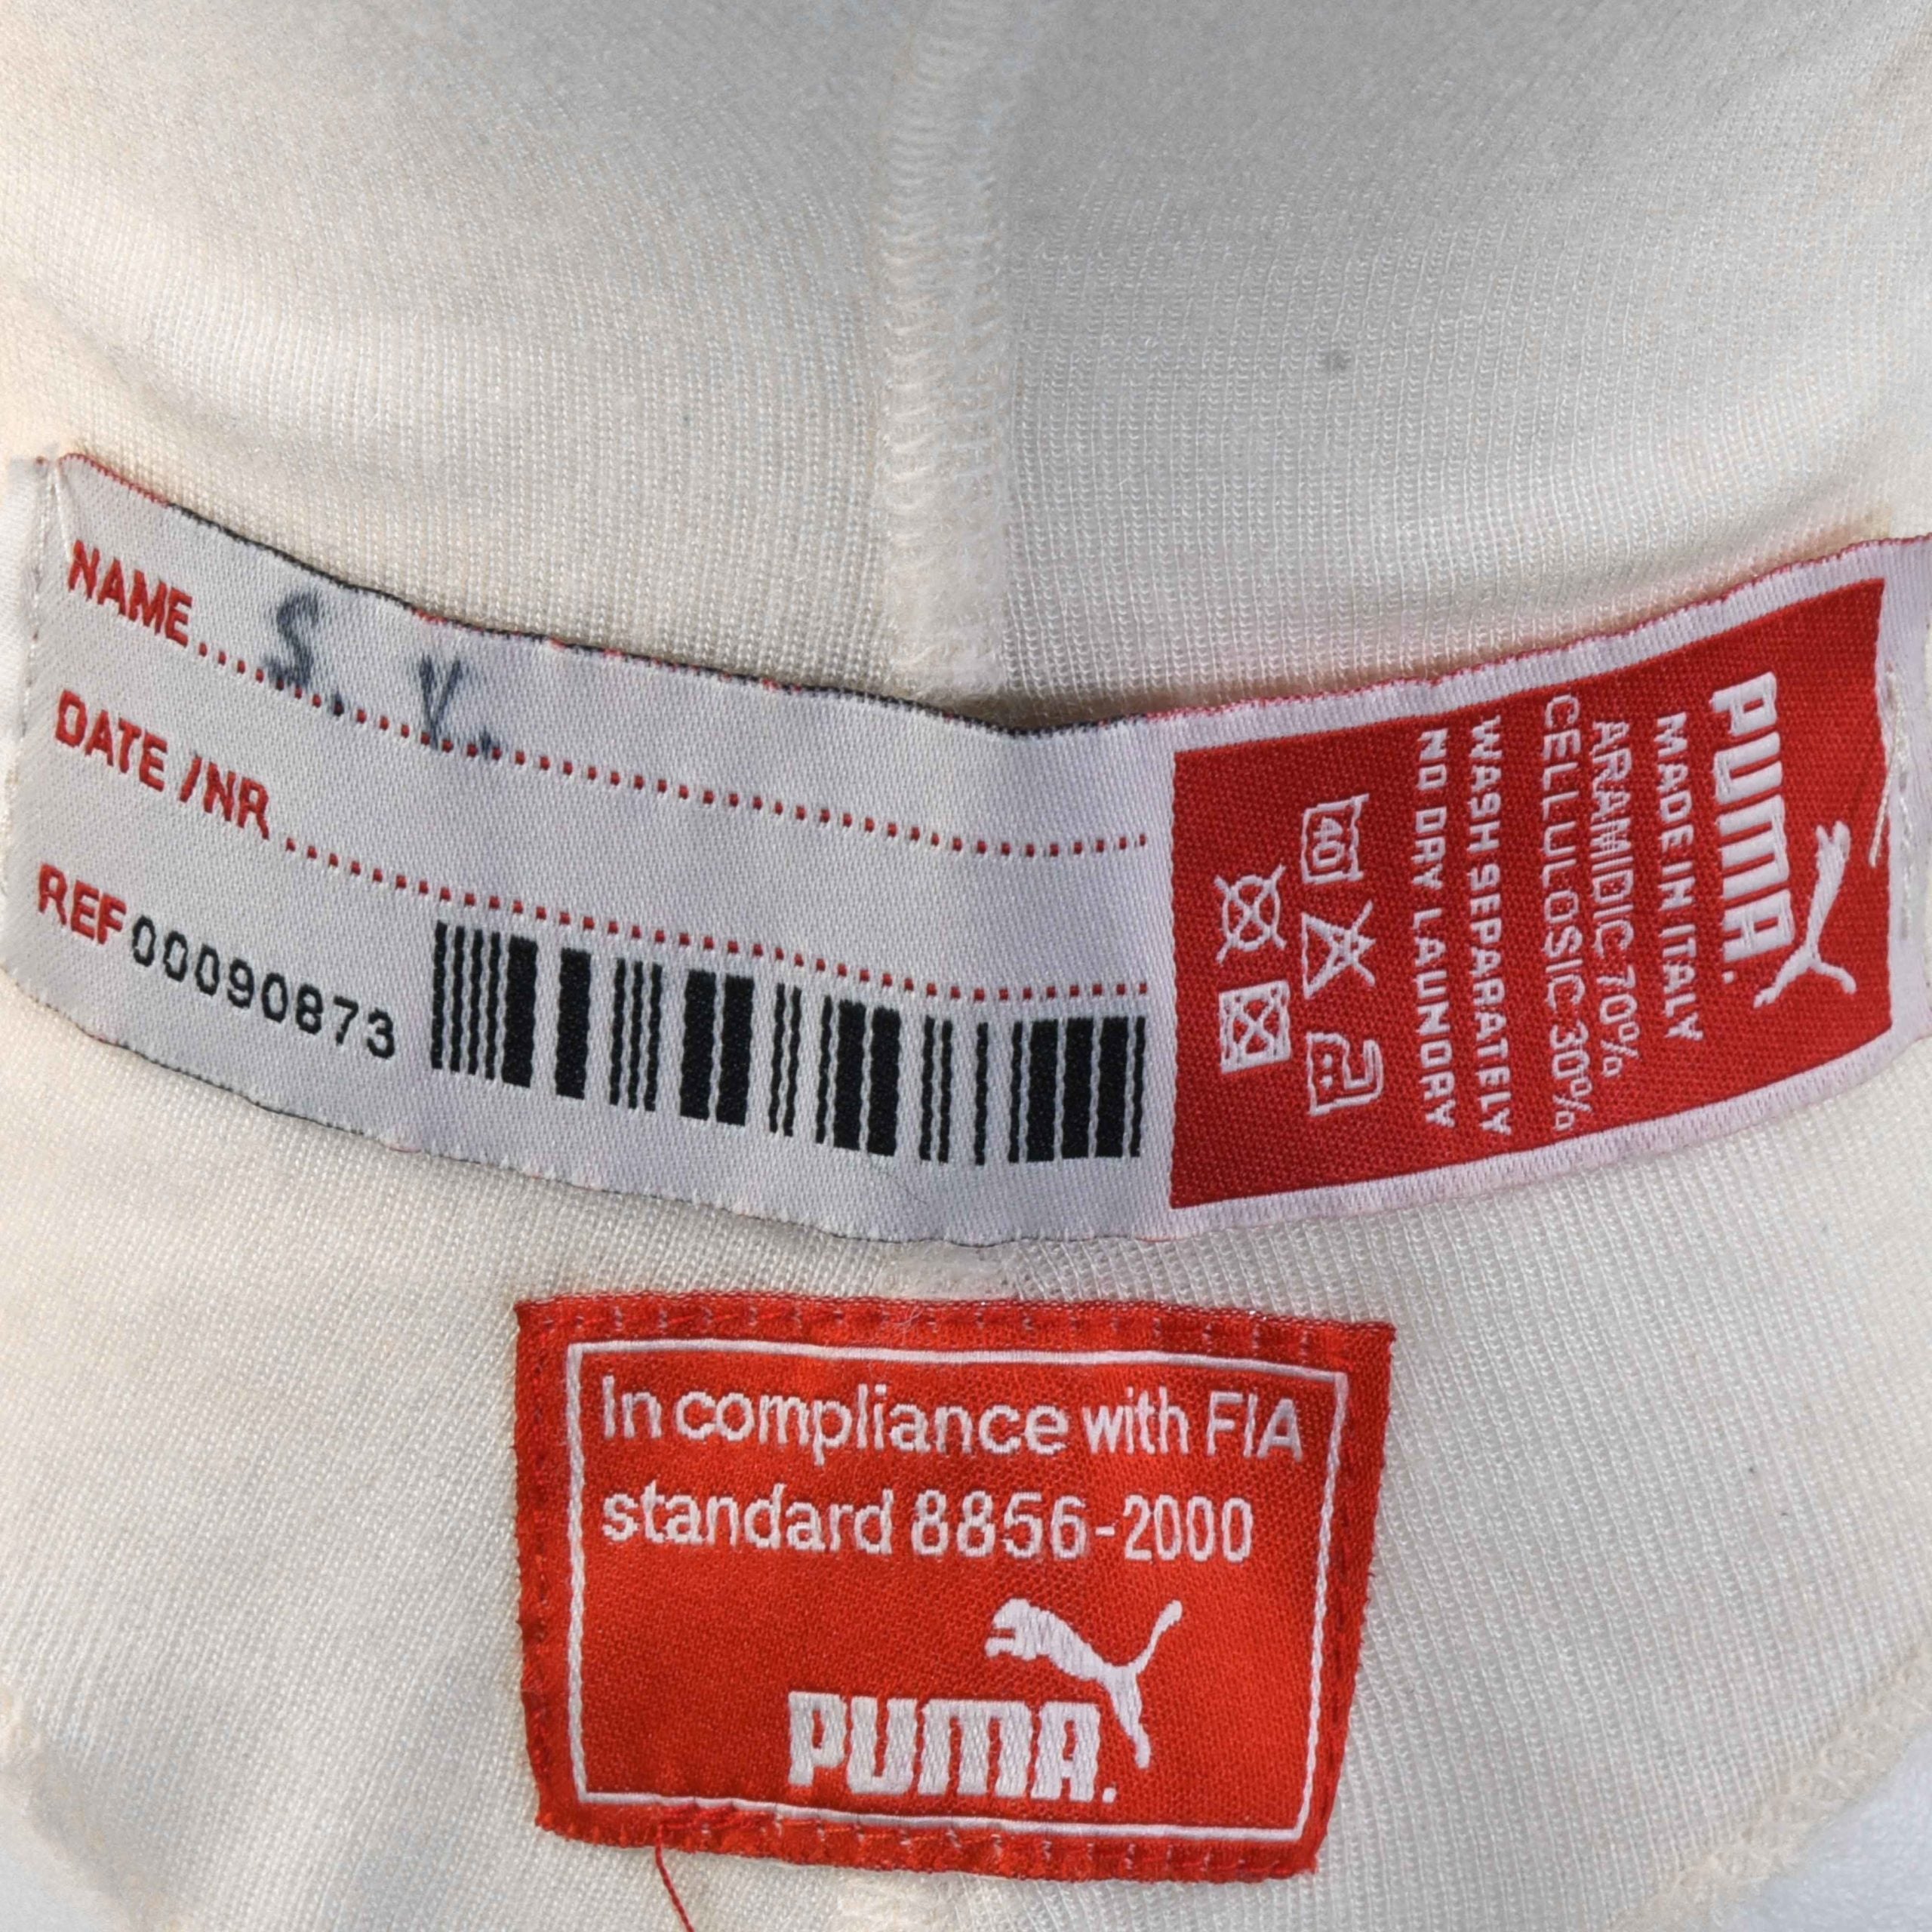 NAME.... S. V.
DATE /NR
REF 00090873
PUMA.
MADE IN ITALY
ARAMIDIC 70%
CELLULOSIC 30%
WASH SEPARATELY
NO DRY LAUNDRY
40
In compliance with FIA
standard 8856-2000
PUMA.